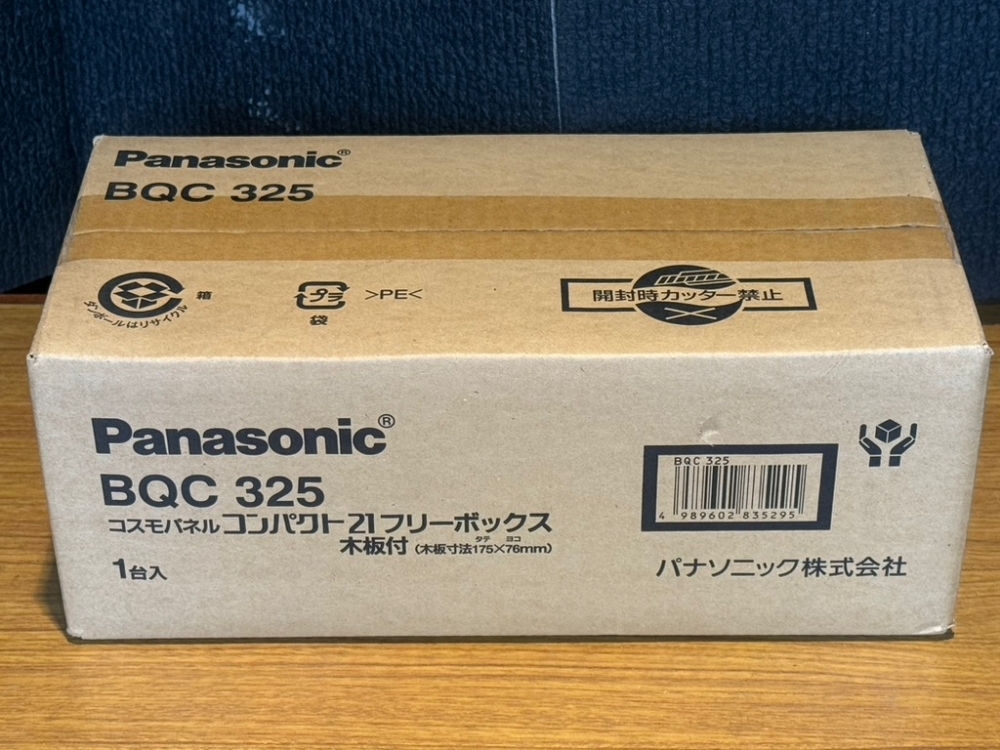 Panasonic®
BQC 325
ダンボールはリサイクル
箱
プラ
袋
>PE<
開封時カッター禁止
Panasonic®
BQC 325
コスモパネル コンパクト21フリーボックス
タテ ヨコ
木板付(木板寸法175×76mm)
1台入
BQC 325
4 989602 835295
パナソニック株式会社